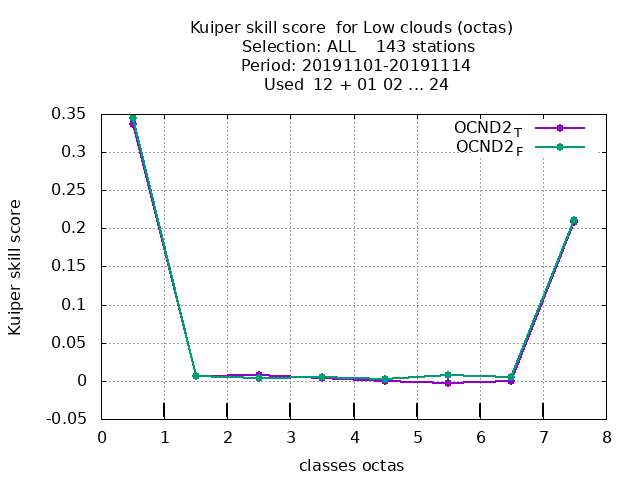 Kuiper skill score  for Low clouds (octas)
Selection: ALL    143 stations
Period: 20191101-20191114
Used  12 + 01 02 ... 24
OCND2_T
OCND2_F
Kuiper skill score
0.35
0.3
0.25
0.2
0.15
0.1
0.05
0
-0.05
0 1 2 3 4 5 6 7 8
classes octas